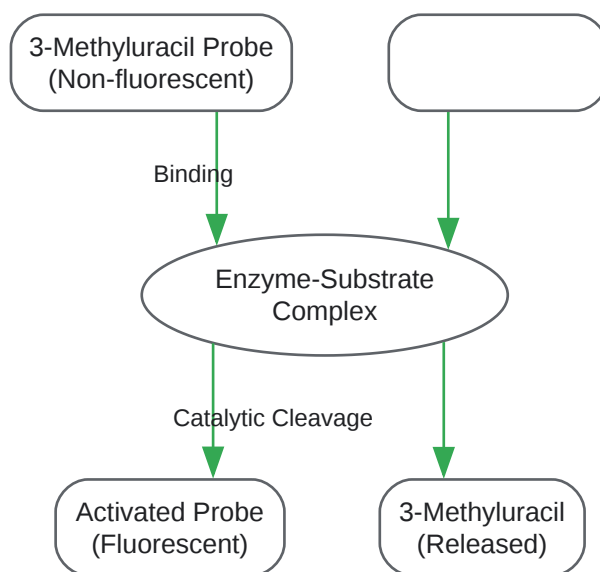 3-Methyluracil Probe
(Non-fluorescent)
Binding
Enzyme-Substrate
Complex
Catalytic Cleavage
Activated Probe
(Fluorescent)
3-Methyluracil
(Released)